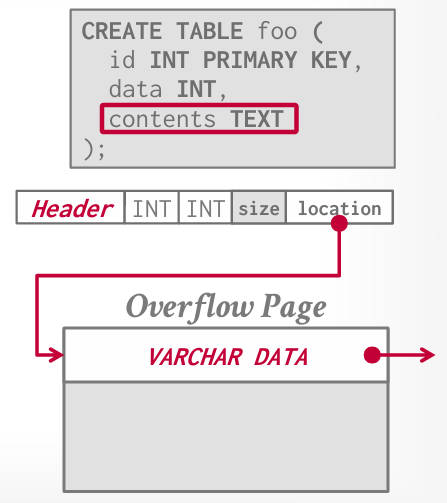 CREATE TABLE foo (
id INT PRIMARY KEY,
data INT,
contents TEXT
);
Header INT INT size location
Overflow Page
VARCHAR DATA